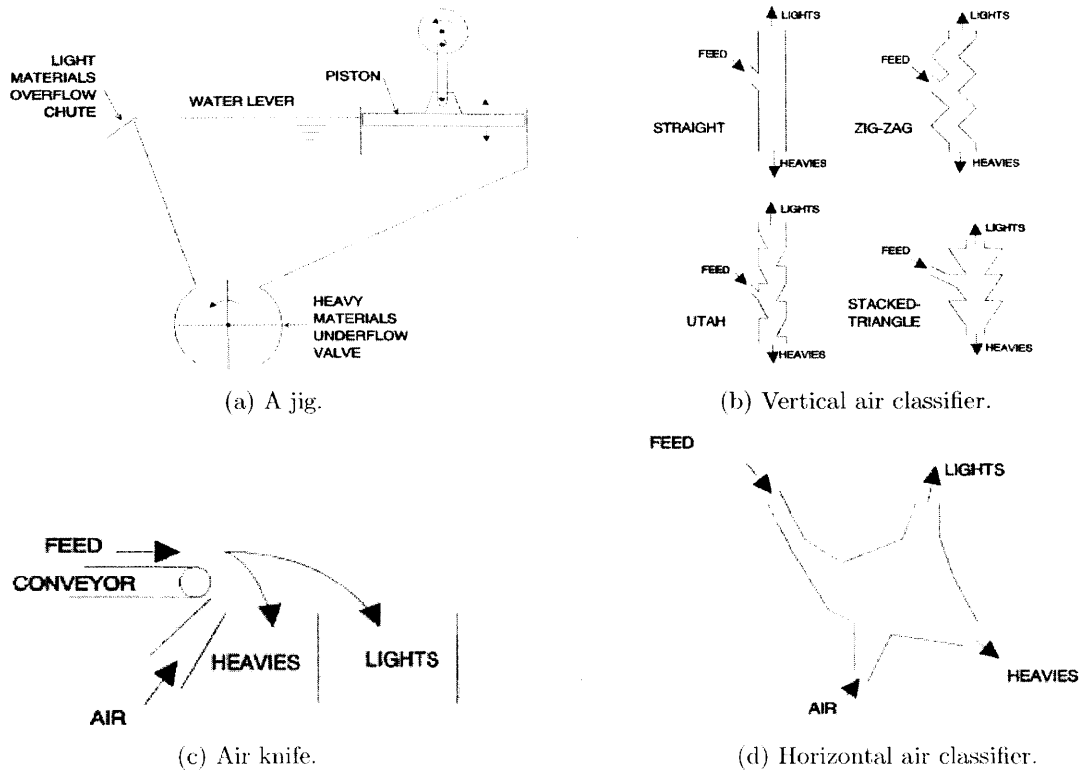 LIGHT
MATERIALS
OVERFLOW
CHUTE
WATER LEVER
PISTON
HEAVY
MATERIALS
UNDERFLOW
VALVE
(a) A jig.
LIGHTS
FEED
STRAIGHT
HEAVIES
LIGHTS
FEED
ZIG-ZAG
HEAVIES
LIGHTS
FEED
UTAH
HEAVIES
LIGHTS
FEED
STACKED-
TRIANGLE
HEAVIES
(b) Vertical air classifier.
FEED
CONVEYOR
HEAVIES
LIGHTS
AIR
(c) Air knife.
FEED
LIGHTS
HEAVIES
AIR
(d) Horizontal air classifier.